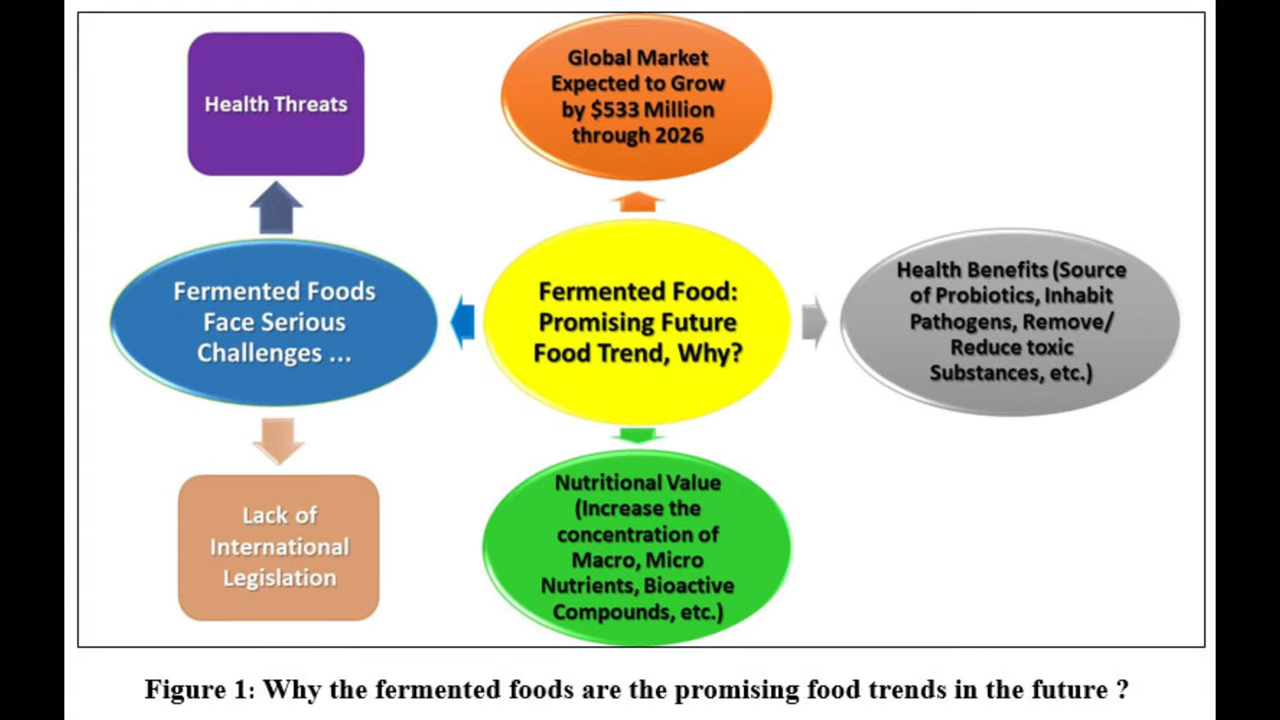 Health Threats
Global Market
Expected to Grow
by $533 Million
through 2026
Fermented Foods
Face Serious
Challenges ...
Fermented Food:
Promising Future
Food Trend, Why?
Health Benefits (Source
of Probiotics, Inhabit
Pathogens, Remove/
Reduce toxic
Substances, etc.)
Lack of
International
Legislation
Nutritional Value
(Increase the
concentration of
Macro, Micro
Nutrients, Bioactive
Compounds, etc.)
Figure 1: Why the fermented foods are the promising food trends in the future ?